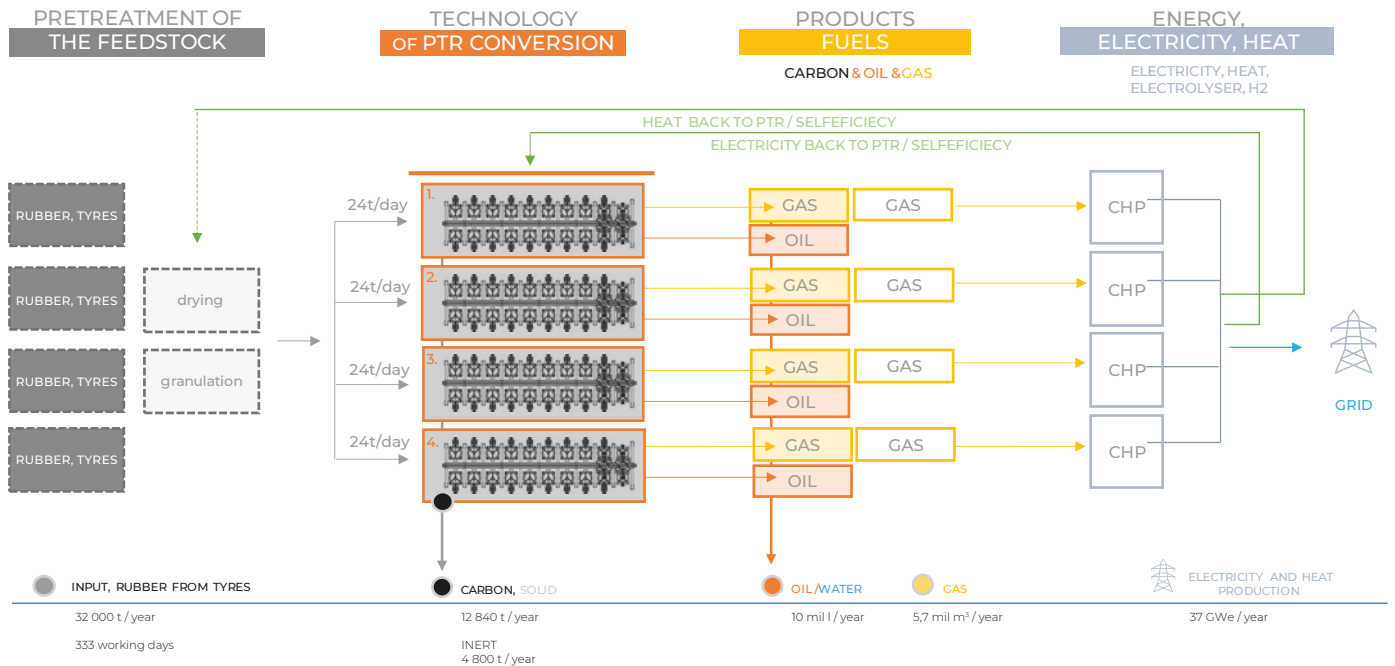 PRETREATMENT OF
THE FEEDSTOCK
TECHNOLOGY
OF PTR CONVERSION
PRODUCTS
FUELS
CARBON & OIL & GAS
ENERGY,
ELECTRICITY, HEAT
ELECTRICITY, HEAT,
ELECTROLYSER, H2
HEAT BACK TO PTR / SELFEFICIECY
ELECTRICITY BACK TO PTR / SELFEFICIECY
RUBBER, TYRES
24t/day
1.
GAS
GAS
OIL
CHP
RUBBER, TYRES
drying
24t/day
2.
GAS
GAS
OIL
CHP
RUBBER, TYRES
granulation
24t/day
3.
GAS
GAS
OIL
CHP
GRID
RUBBER, TYRES
24t/day
4.
GAS
GAS
OIL
CHP
INPUT, RUBBER FROM TYRES
32 000 t / year
333 working days
CARBON, SOLID
12 840 t / year
INERT
4 800 t / year
OIL/WATER
10 mil l / year
GAS
5,7 mil m³ / year
ELECTRICITY AND HEAT
PRODUCTION
37 GWe / year